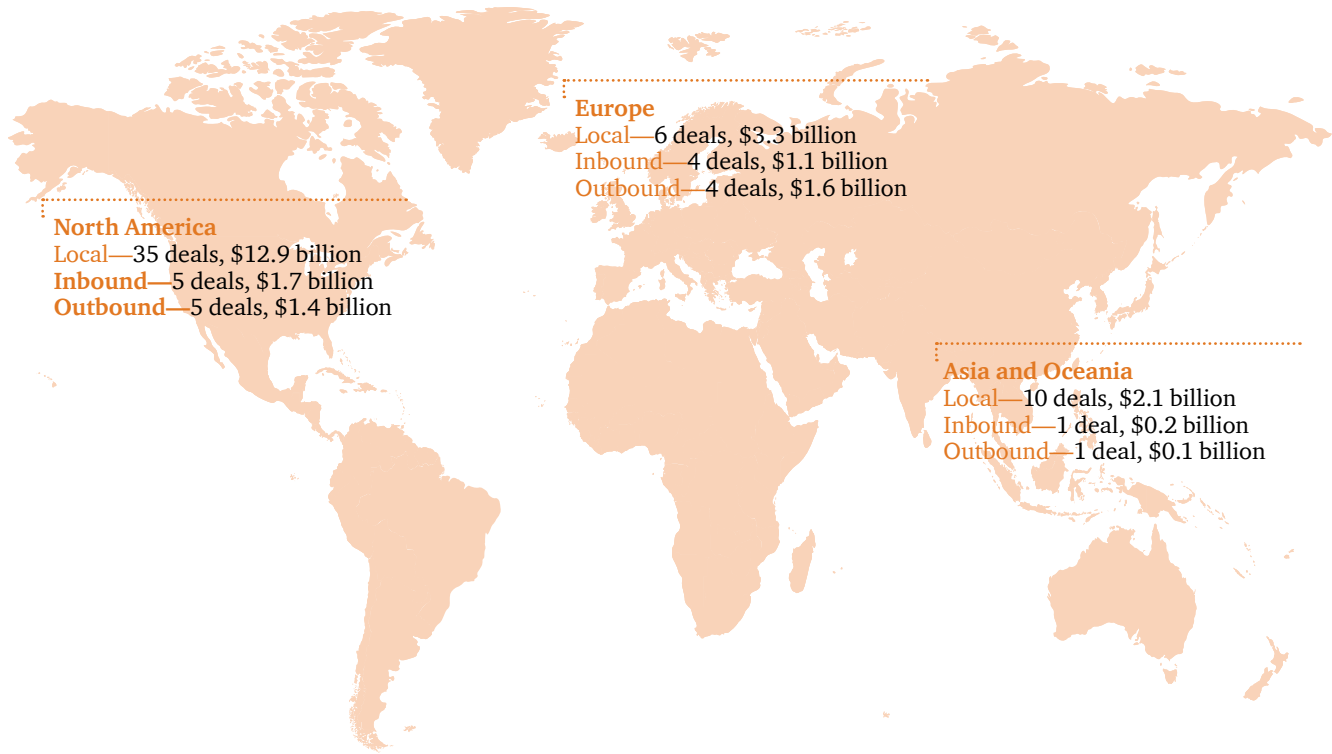 Europe
Local—6 deals, $3.3 billion
Inbound—4 deals, $1.1 billion
Outbound—4 deals, $1.6 billion
North America
Local—35 deals, $12.9 billion
Inbound—5 deals, $1.7 billion
Outbound—5 deals, $1.4 billion
Asia and Oceania
Local—10 deals, $2.1 billion
Inbound—1 deal, $0.2 billion
Outbound—1 deal, $0.1 billion